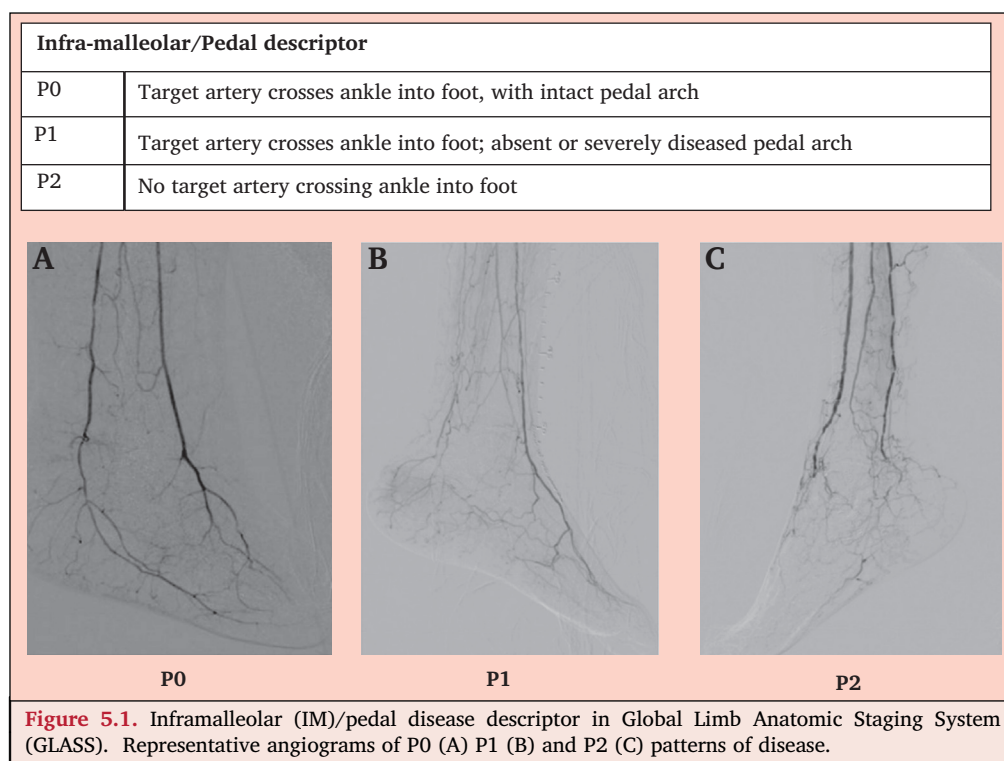 Infra-malleolar/Pedal descriptor
P0 Target artery crosses ankle into foot, with intact pedal arch
P1 Target artery crosses ankle into foot; absent or severely diseased pedal arch
P2 No target artery crossing ankle into foot
A B C
P0 P1 P2
Figure 5.1. Inframalleolar (IM)/pedal disease descriptor in Global Limb Anatomic Staging System
(GLASS). Representative angiograms of P0 (A) P1 (B) and P2 (C) patterns of disease.